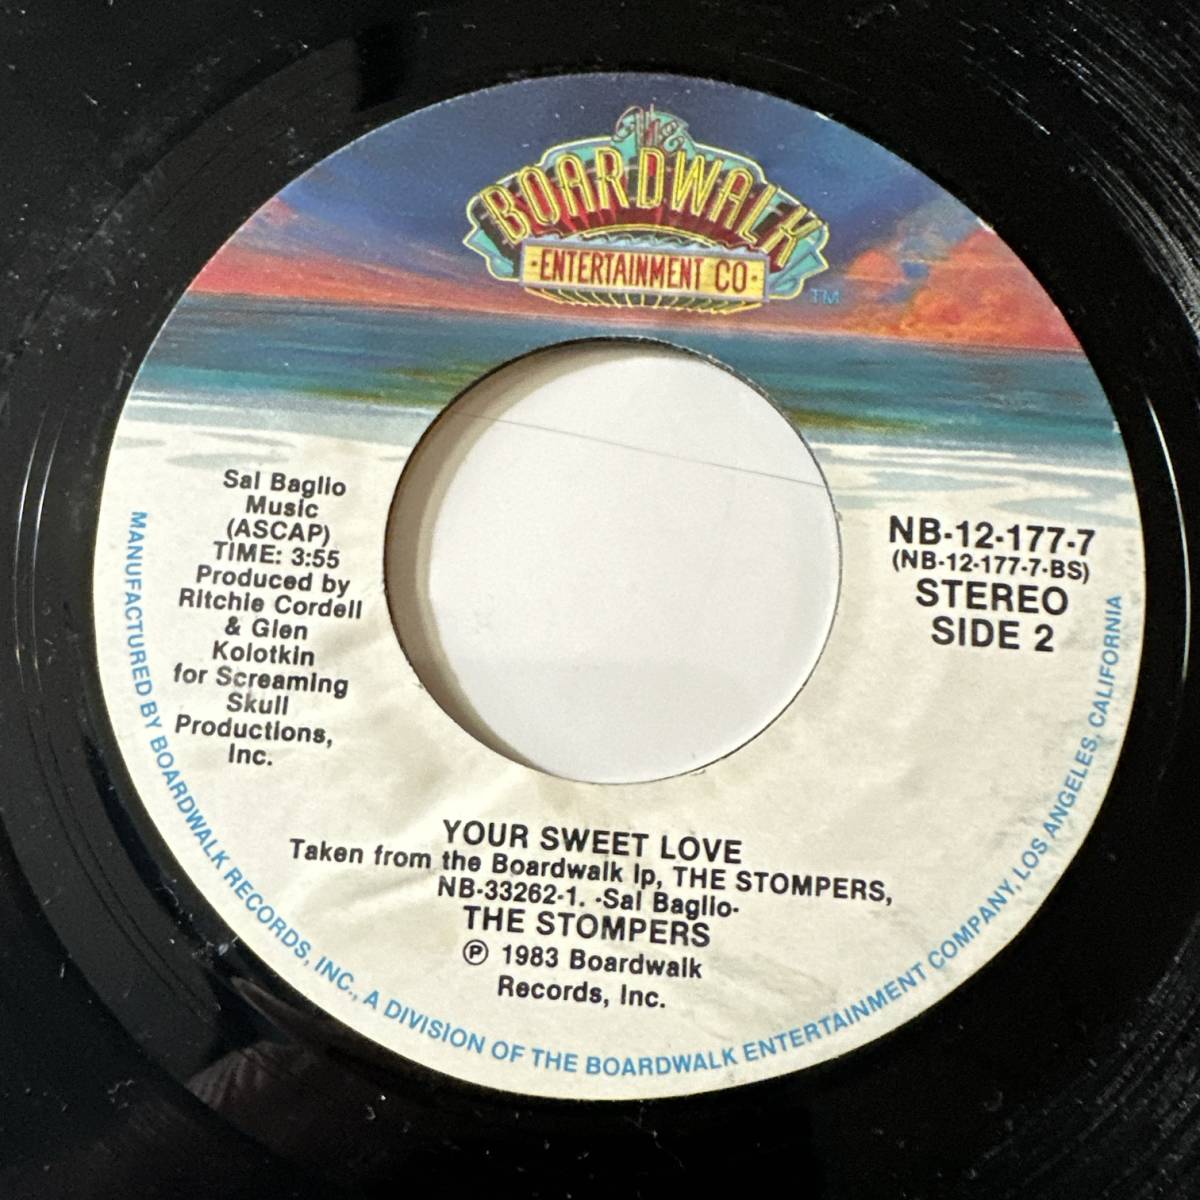 The
BOARDWALK
·ENTERTAINMENT CO·
TM
Sal Baglio
Music
(ASCAP)
TIME: 3:55
Produced by
Ritchie Cordell
& Glen
Kolotkin
for Screaming
Skull
Productions,
Inc.
NB-12-177-7
(NB-12-177-7-BS)
STEREO
SIDE 2
YOUR SWEET LOVE
Taken from the Boardwalk lp, THE STOMPERS,
NB-33262-1. -Sal Baglio-
THE STOMPERS
℗ 1983 Boardwalk
Records, Inc.
MANUFACTURED BY BOARDWALK RECORDS, INC., A DIVISION OF THE BOARDWALK ENTERTAINMENT COMPANY, LOS ANGELES, CALIFORNIA